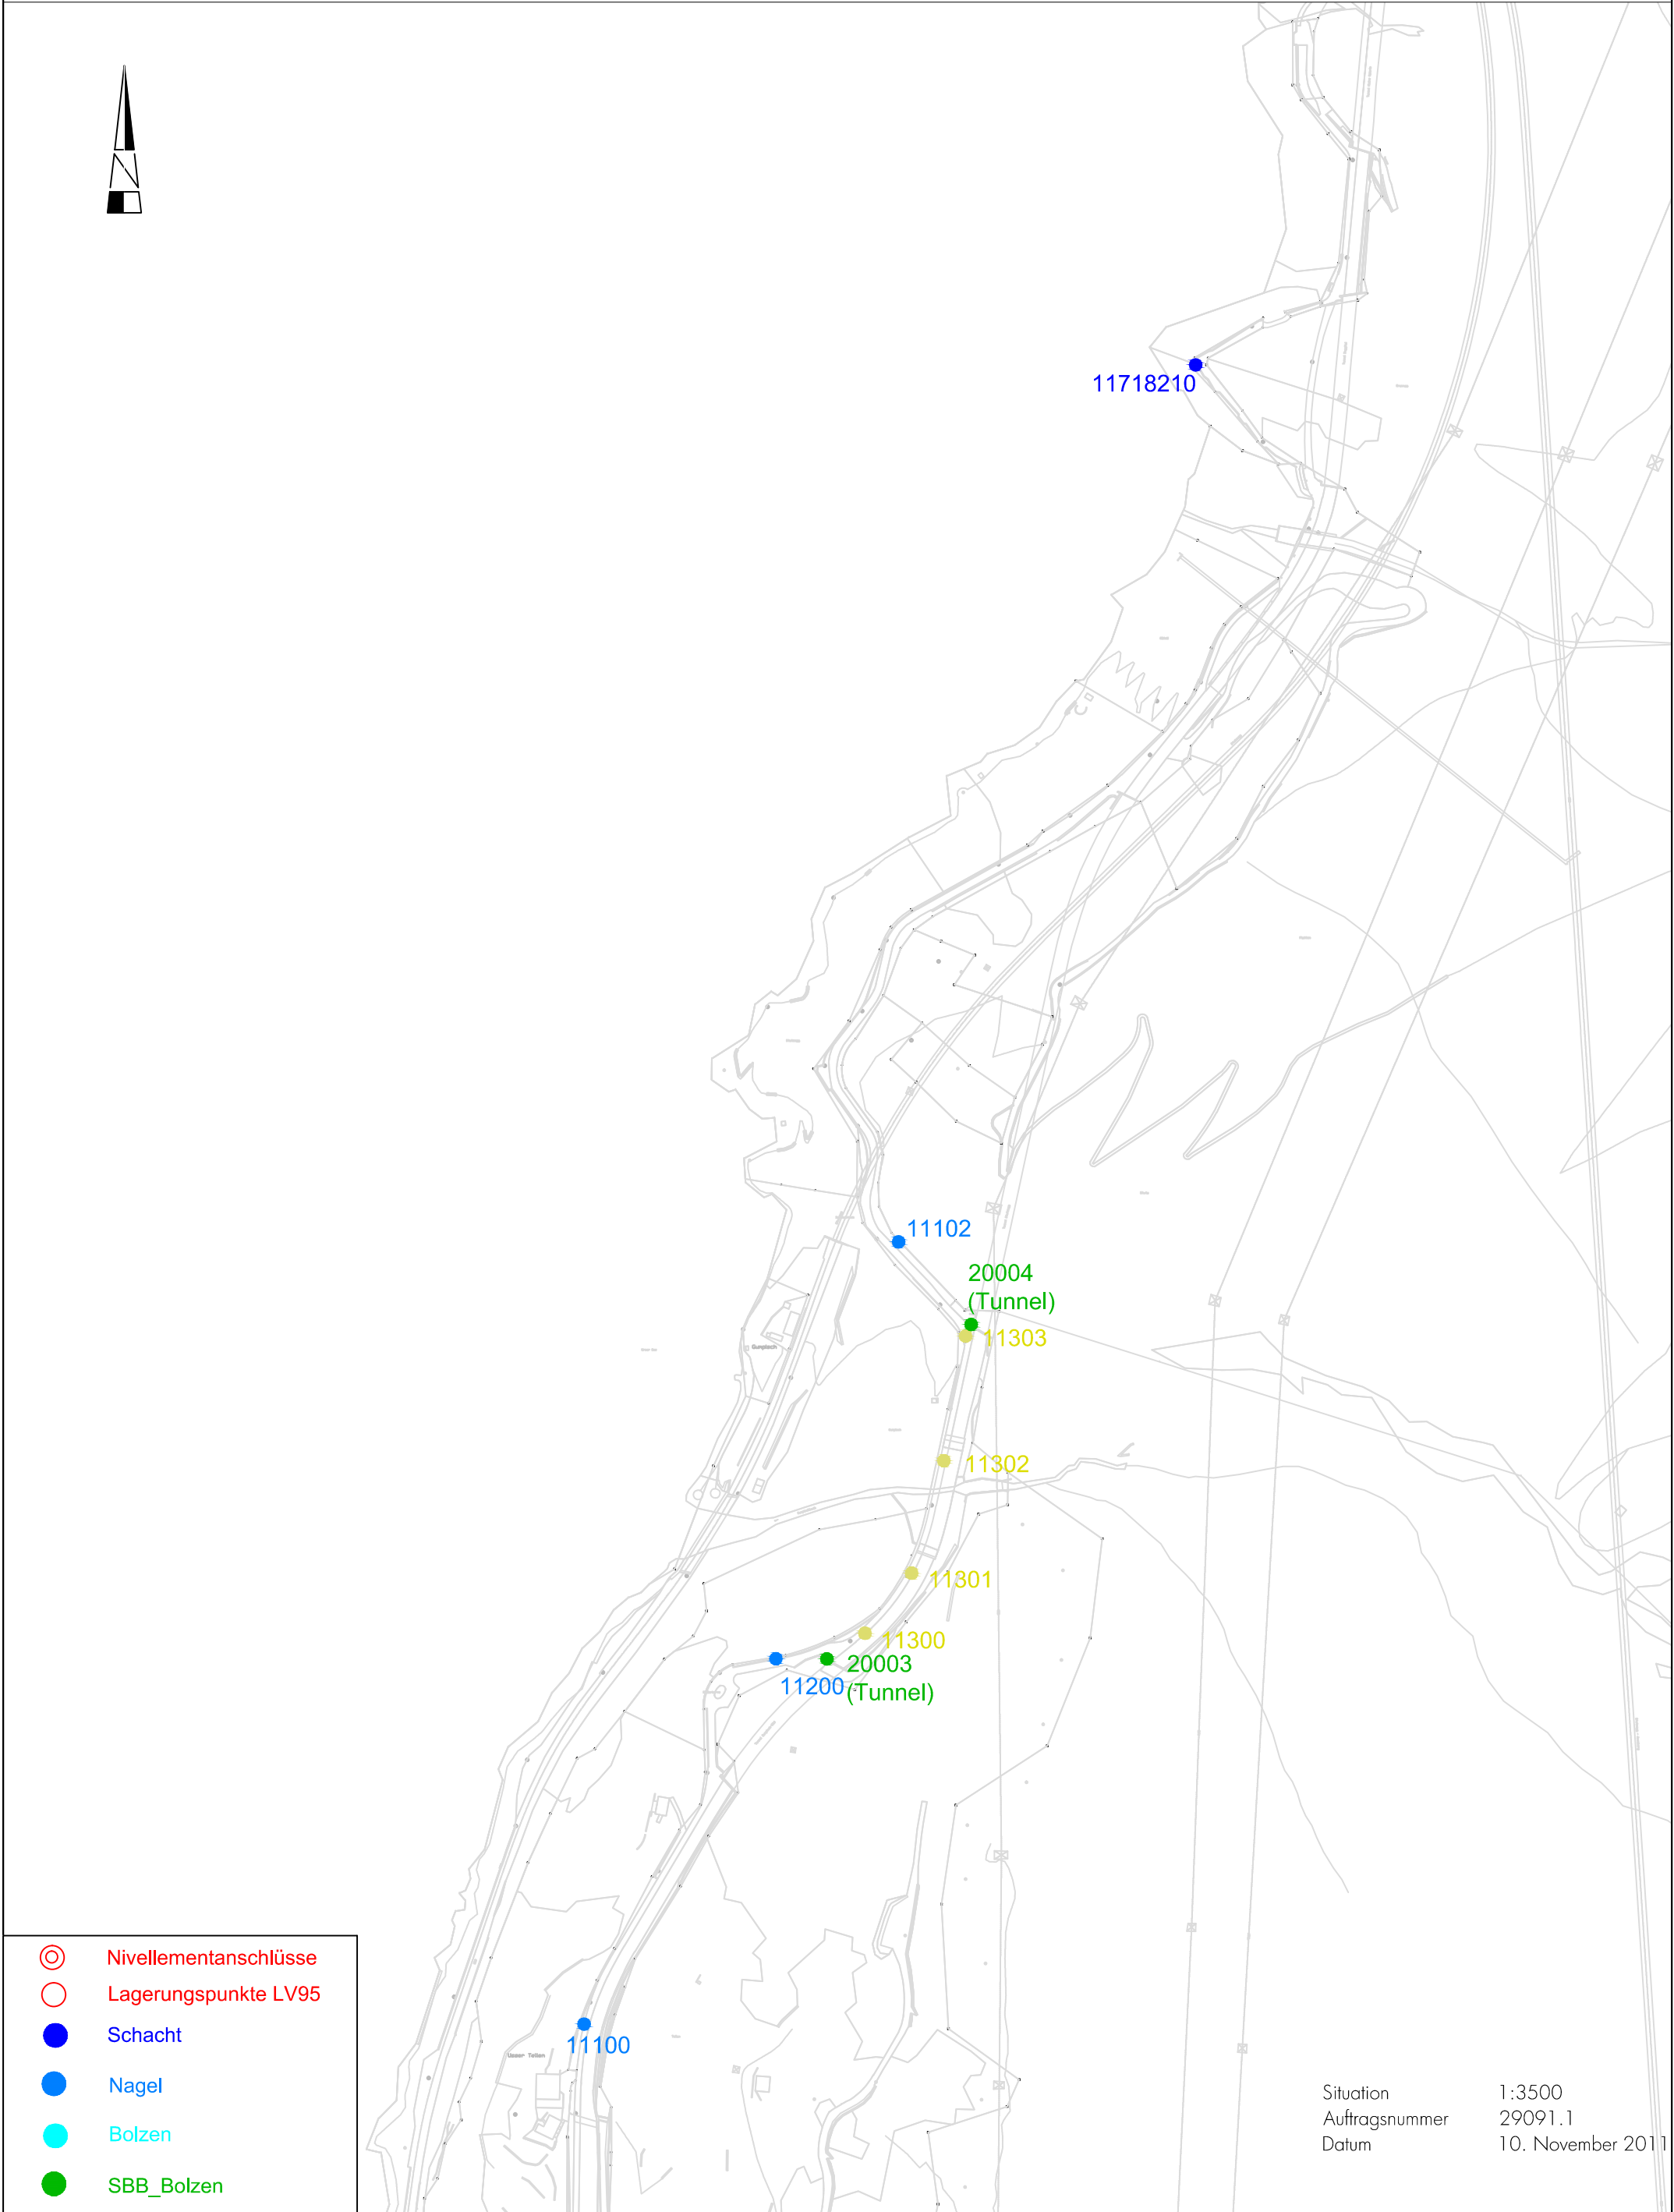 N
11718210
11102
20004
(Tunnel)
11303
Gumpisch
11302
11301
11300
20003
(Tunnel)
11200
11100
Nivellementanschlüsse
Lagerungspunkte LV95
Schacht
Nagel
Bolzen
SBB_Bolzen
Situation 1:3500
Auftragsnummer 29091.1
Datum 10. November 2011